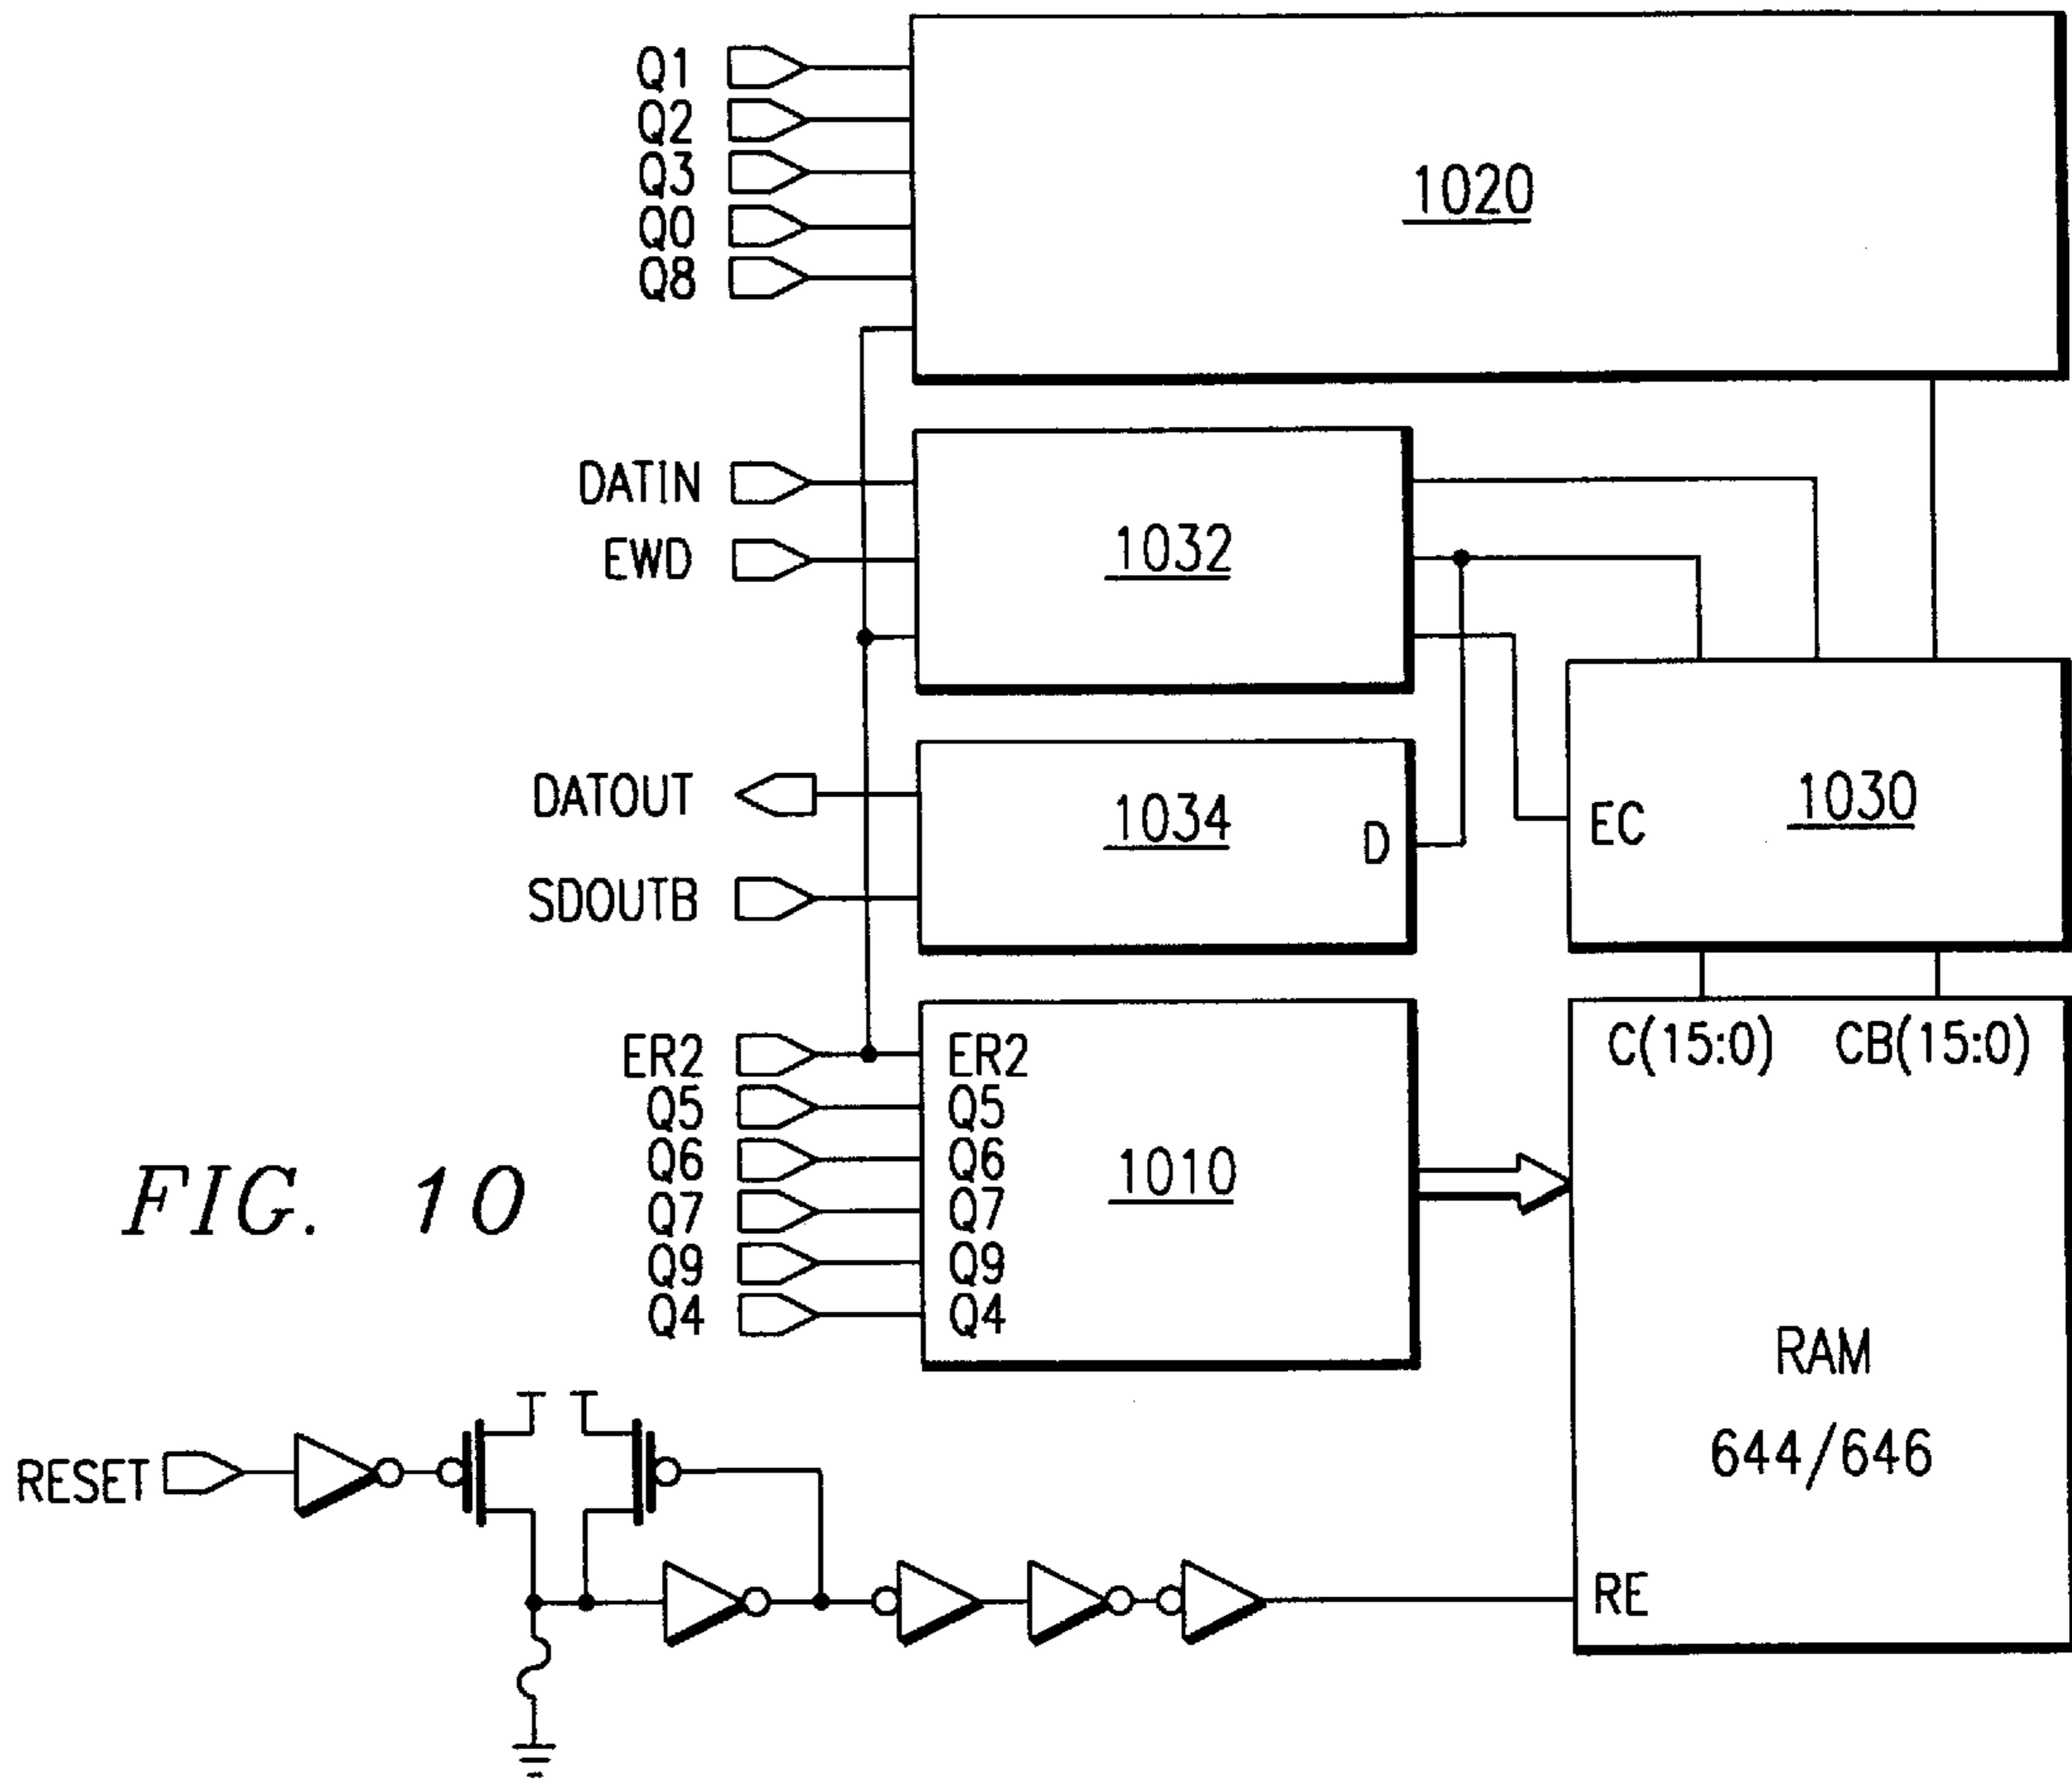 Q1
Q2
Q3
Q0
Q8
1020
DATIN
EWD
1032
DATOUT
SDOUTB
1034
D
EC
1030
ER2
Q5
Q6
Q7
Q9
Q4
ER2
Q5
Q6
Q7
Q9
Q4
1010
C(15:0)
CB(15:0)
RAM
644/646
RE
FIG. 10
RESET